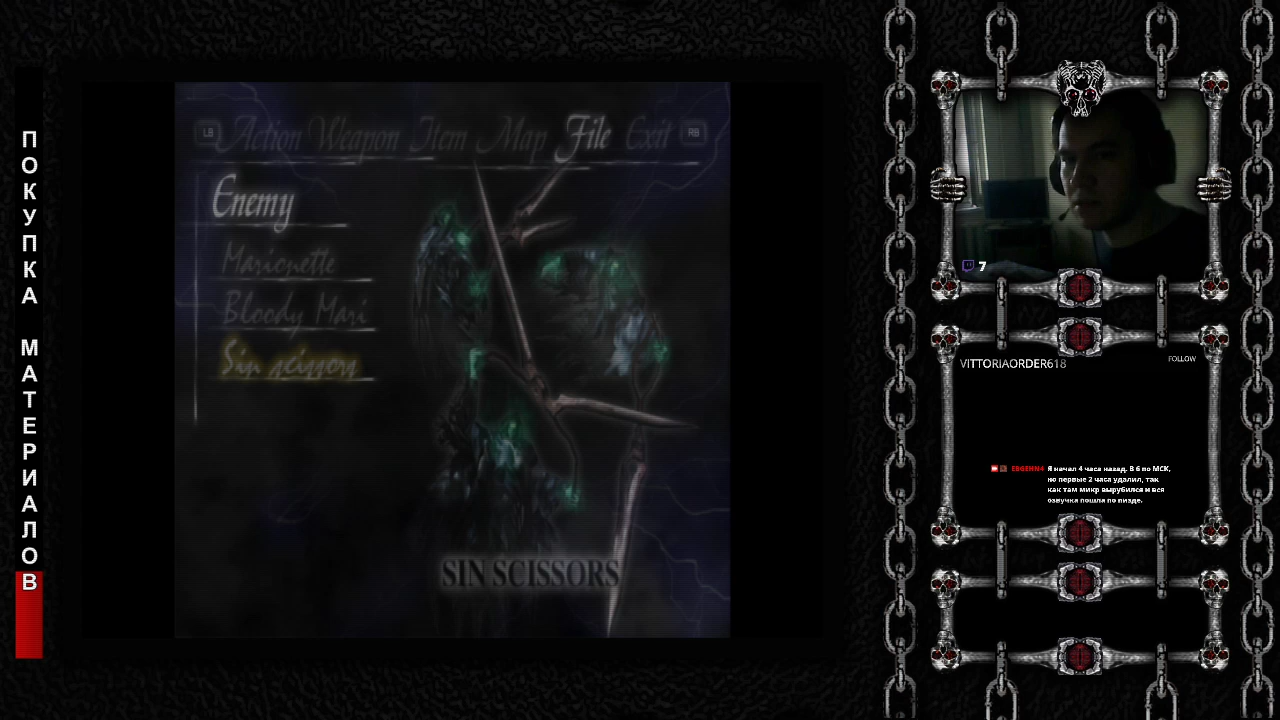 ПОКУПКА МАТЕРИАЛОВ
LB Action Weapon Item Map File Exit RB
Enemy
Marionette
Bloody Mari
Sin scissors
SIN SCISSORS
7
VITTORIAORDER618
FOLLOW
EDGEHN4 Я начал 4 часа назад. В 6 по МСК,
но первые 2 часа удалил, так
как там микр вырубился и вся
озвучка пошла по пизде.